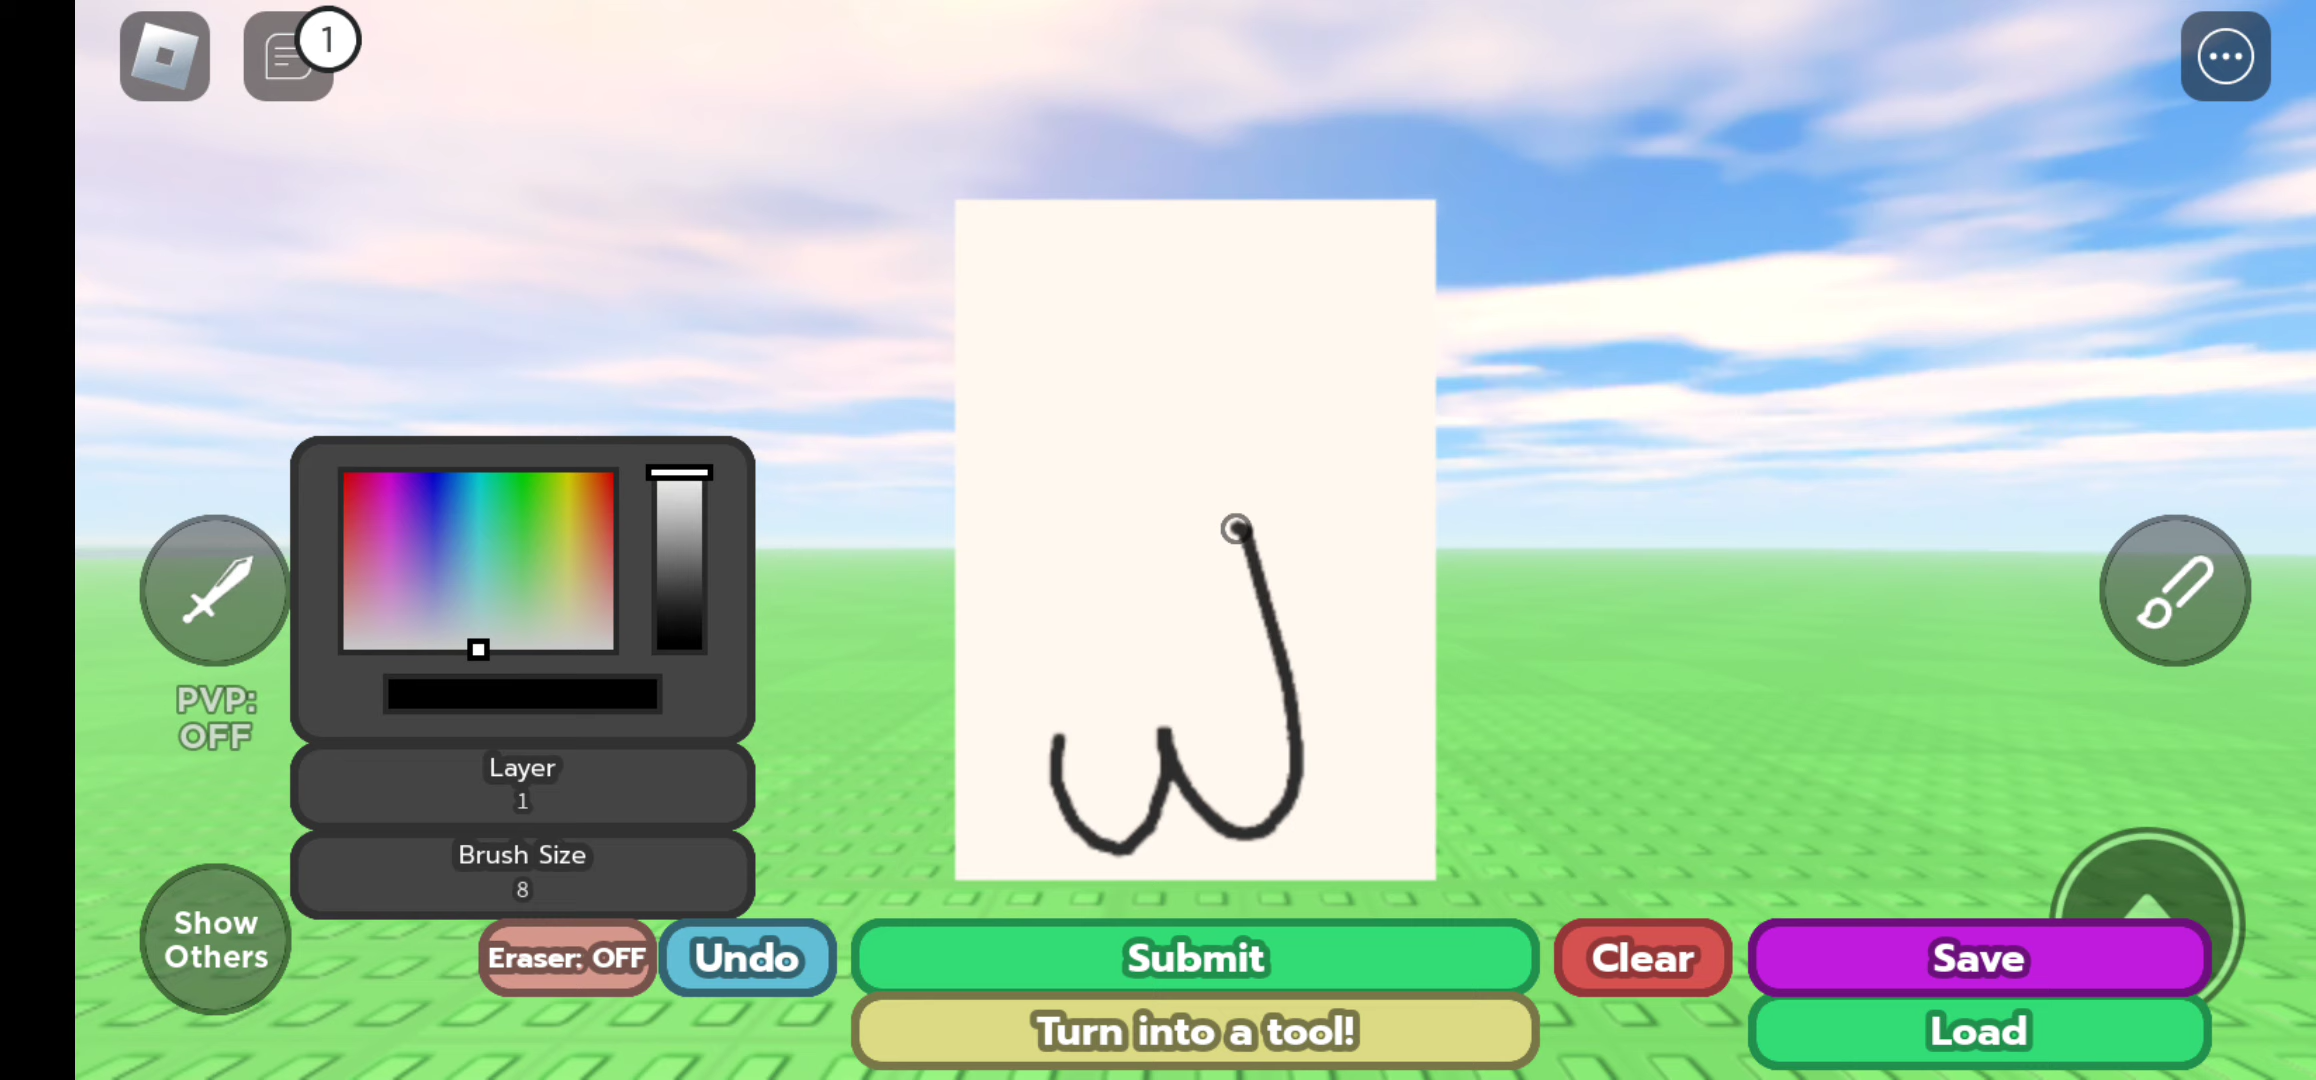 1
PVP:
OFF
Layer
1
Brush Size
8
Show
Others
Eraser: OFF
Undo
Submit
Clear
Save
Turn into a tool!
Load